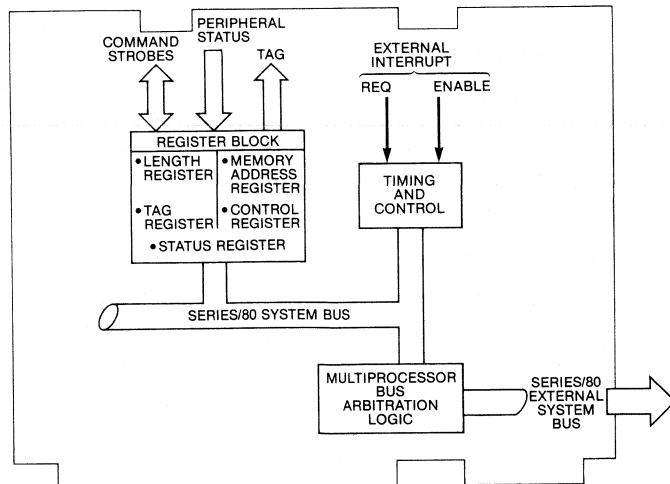 COMMAND
STROBES
PERIPHERAL
STATUS
TAG
EXTERNAL
INTERRUPT
REQ ENABLE
REGISTER BLOCK
• LENGTH
REGISTER
• MEMORY
ADDRESS
REGISTER
• TAG
REGISTER
• CONTROL
REGISTER
• STATUS REGISTER
TIMING
AND
CONTROL
SERIES/80 SYSTEM BUS
MULTIPROCESSOR
BUS
ARBITRATION
LOGIC
SERIES/80
EXTERNAL
SYSTEM
BUS